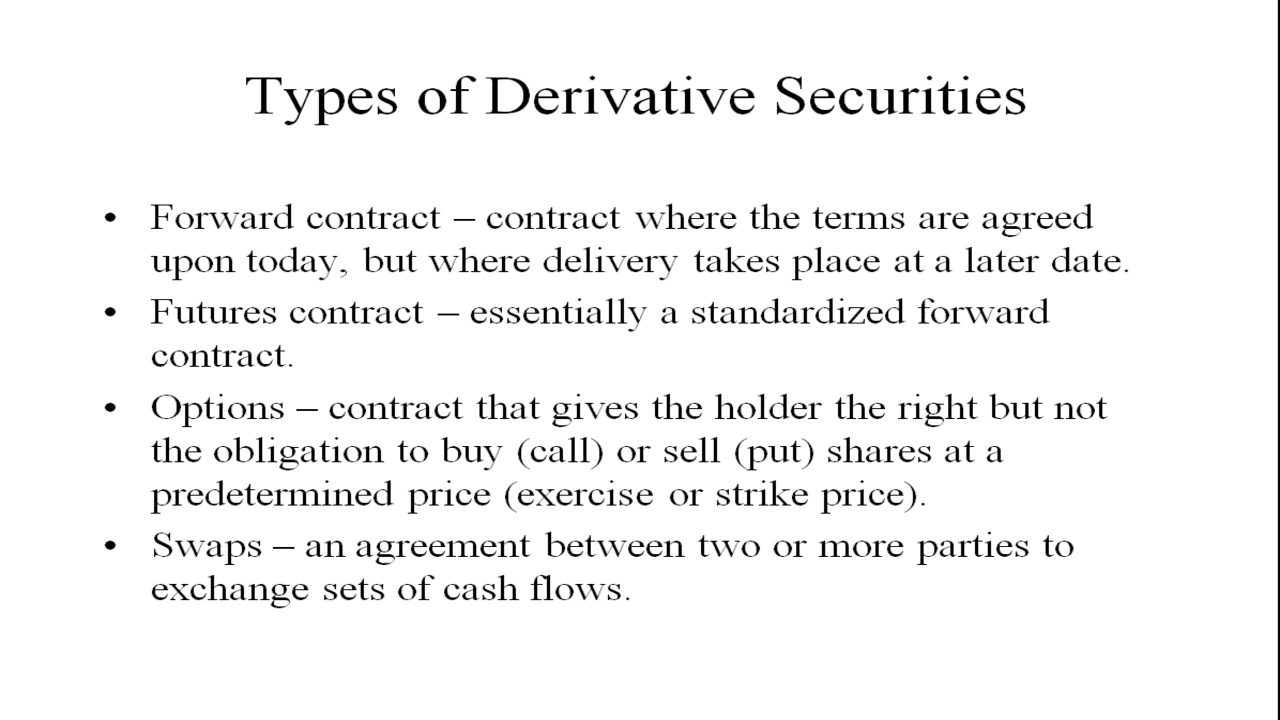 Types of Derivative Securities
• Forward contract – contract where the terms are agreed
upon today, but where delivery takes place at a later date.
• Futures contract – essentially a standardized forward
contract.
• Options – contract that gives the holder the right but not
the obligation to buy (call) or sell (put) shares at a
predetermined price (exercise or strike price).
• Swaps – an agreement between two or more parties to
exchange sets of cash flows.